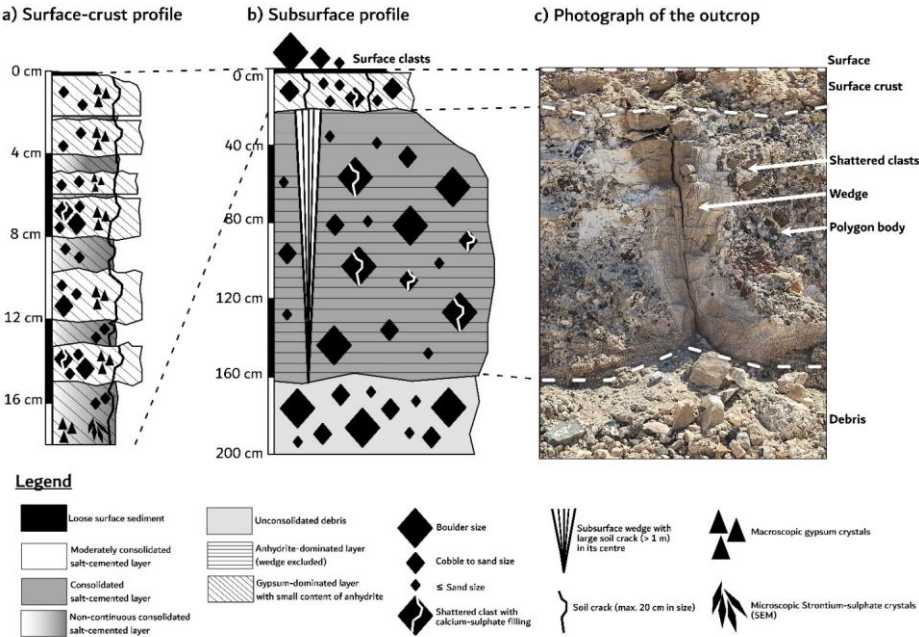 a) Surface-crust profile
b) Subsurface profile
c) Photograph of the outcrop
0 cm
4 cm
8 cm
12 cm
16 cm
Surface clasts
0 cm
40 cm
80 cm
120 cm
160 cm
200 cm
Surface
Surface crust
Shattered clasts
Wedge
Polygon body
Debris
Legend
Loose surface sediment
Moderately consolidated
salt-cemented layer
Consolidated
salt-cemented layer
Non-continuous consolidated
salt-cemented layer
Unconsolidated debris
Anhydrite-dominated layer
(wedge excluded)
Gypsum-dominated layer
with small content of anhydrite
Boulder size
Cobble to sand size
≤ Sand size
Shattered clast with
calcium-sulphate filling
Subsurface wedge with
large soil crack (> 1 m)
in its centre
Soil crack (max. 20 cm in size)
Macroscopic gypsum crystals
Microscopic Strontium-sulphate crystals
(SEM)